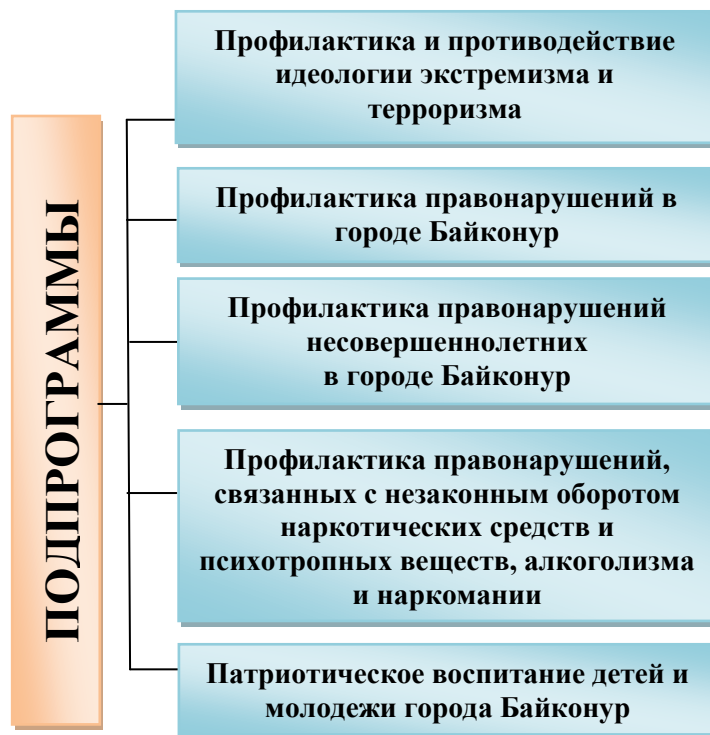 ПОДПРОГРАММЫ
Профилактика и противодействие
идеологии экстремизма и
терроризма
Профилактика правонарушений в
городе Байконур
Профилактика правонарушений
несовершеннолетних
в городе Байконур
Профилактика правонарушений,
связанных с незаконным оборотом
наркотических средств и
психотропных веществ, алкоголизма
и наркомании
Патриотическое воспитание детей и
молодежи города Байконур